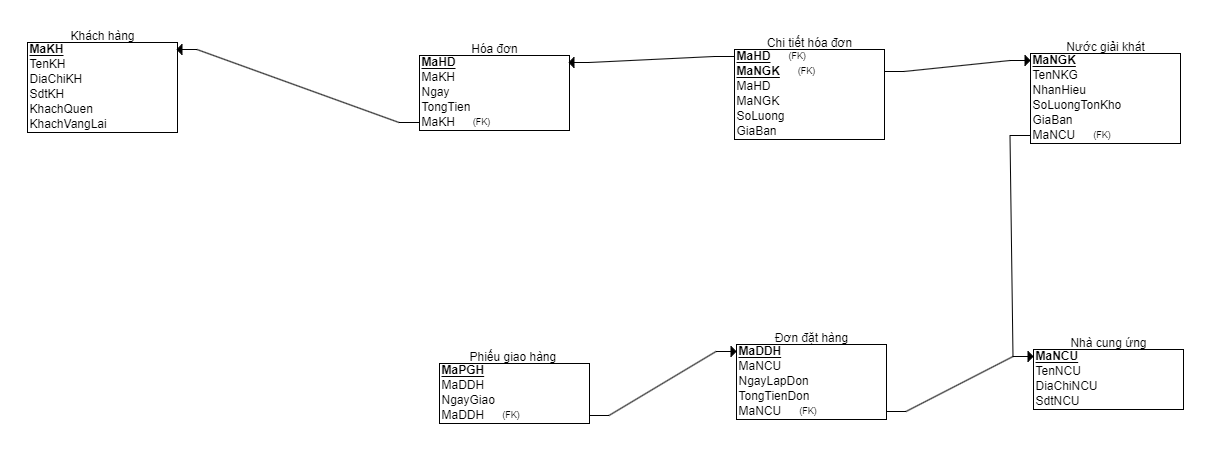 Khách hàng
MaKH
TenKH
DiaChiKH
SdtKH
KhachQuen
KhachVangLai
Hóa đơn
MaHD
MaKH
Ngay
TongTien
MaKH (FK)
Chi tiết hóa đơn
MaHD (FK)
MaNGK (FK)
MaHD
MaNGK
SoLuong
GiaBan
Nước giải khát
MaNGK
TenNKG
NhanHieu
SoLuongTonKho
GiaBan
MaNCU (FK)
Phiếu giao hàng
MaPGH
MaDDH
NgayGiao
MaDDH (FK)
Đơn đặt hàng
MaDDH
MaNCU
NgayLapDon
TongTienDon
MaNCU (FK)
Nhà cung ứng
MaNCU
TenNCU
DiaChiNCU
SdtNCU